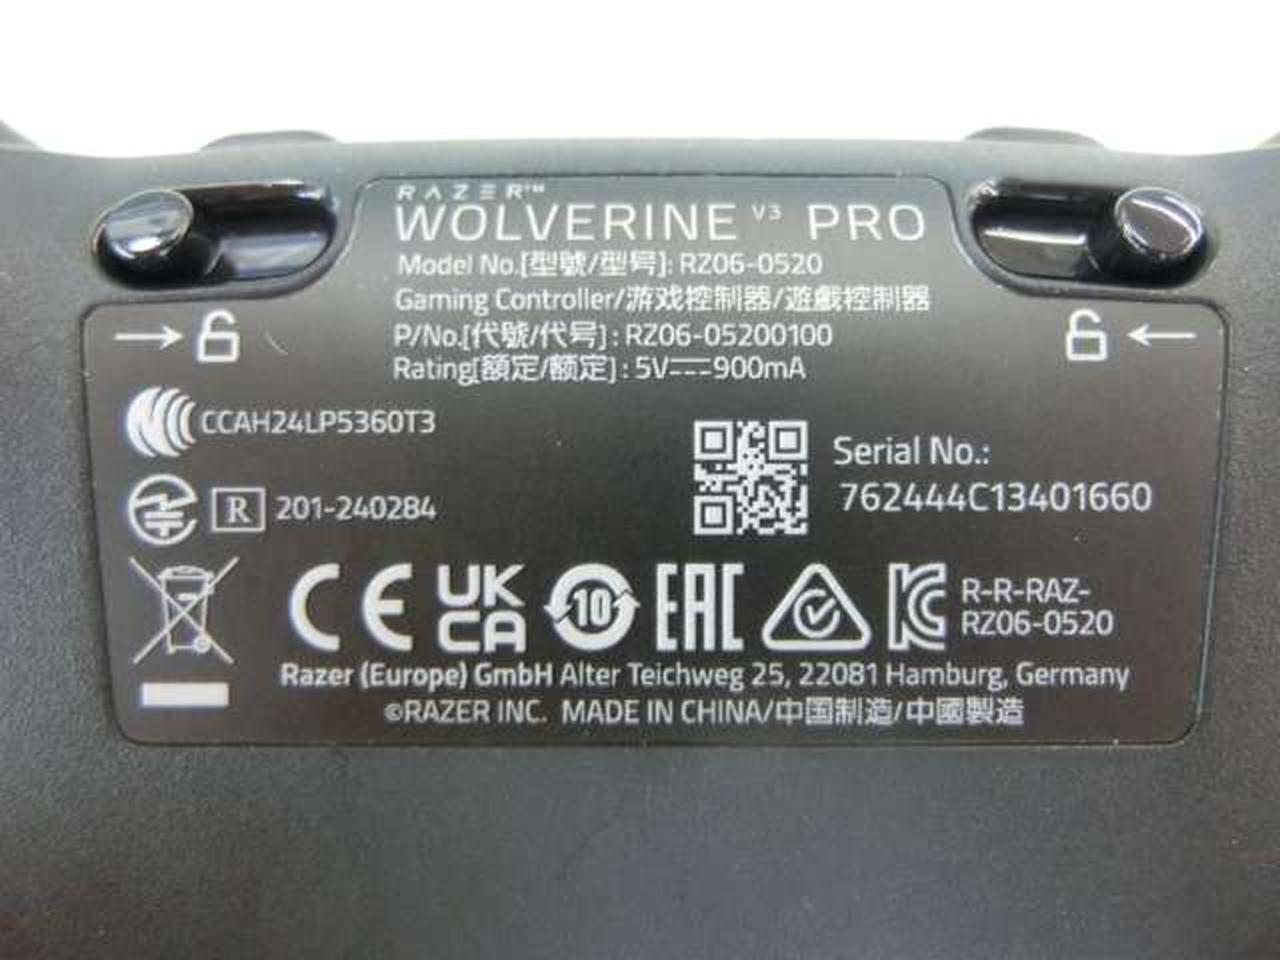 RAZER™
WOLVERINE V3 PRO
Model No.[型號/型号]: RZ06-0520
Gaming Controller/游戏控制器/遊戲控制器
P/No.[代號/代号] : RZ06-05200100
Rating[額定/额定] : 5V⎓900mA
CCAH24LP5360T3
R 201-240284
Serial No.:
762444C13401660
CE UKCA 10 EAC KC R-R-RAZ-
RZ06-0520
Razer (Europe) GmbH Alter Teichweg 25, 22081 Hamburg, Germany
©RAZER INC. MADE IN CHINA/中国制造/中國製造